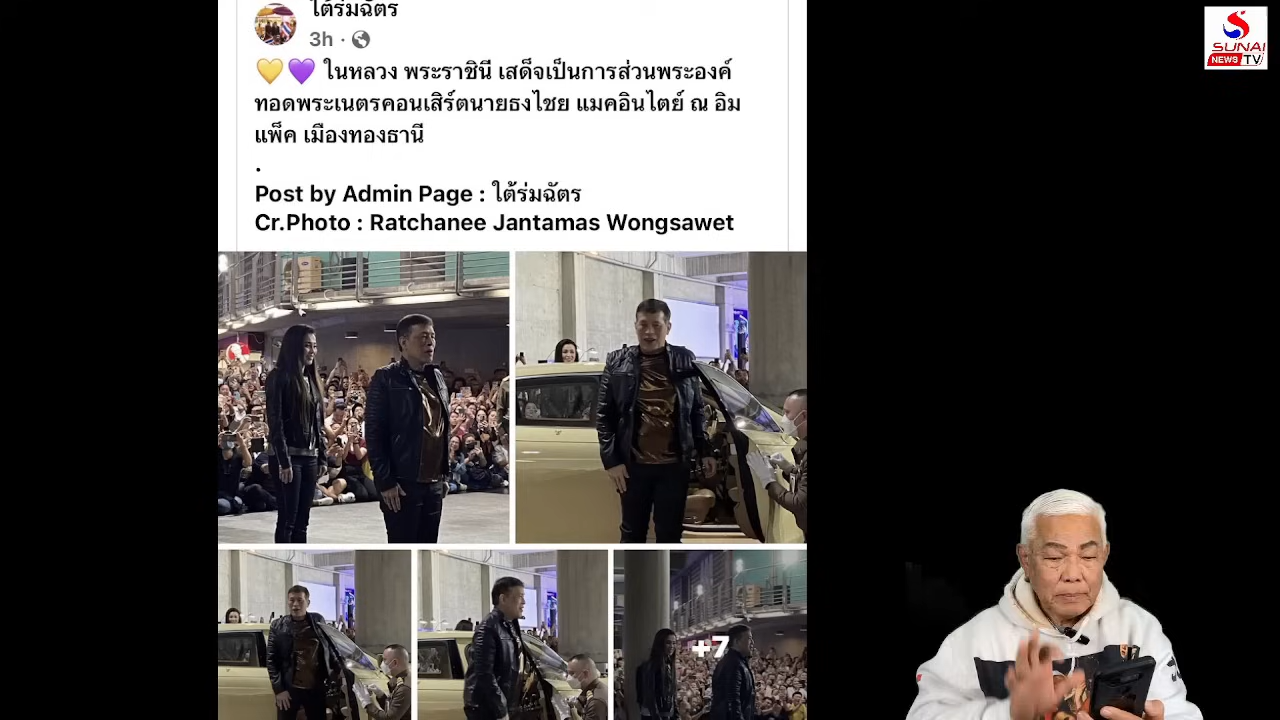 ใต้ร่มฉัตร
3h ·
SUNAI
NEWS TV
💛💜 ในหลวง พระราชินี เสด็จเป็นการส่วนพระองค์
ทอดพระเนตรคอนเสิร์ตนายธงไชย แมคอินไตย์ ณ อิม
แพ็ค เมืองทองธานี
.
Post by Admin Page : ใต้ร่มฉัตร
Cr.Photo : Ratchanee Jantamas Wongsawet
+7